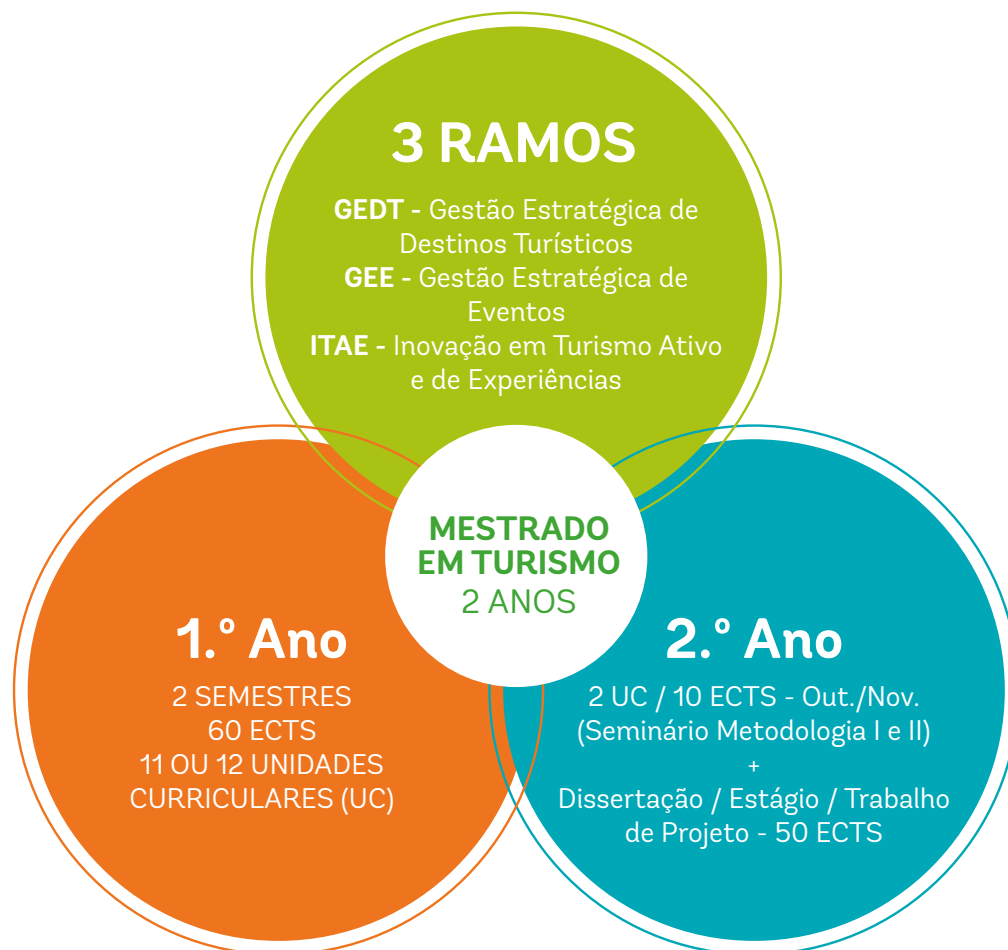 3 RAMOS
GEDT - Gestão Estratégica de
Destinos Turísticos
GEE - Gestão Estratégica de
Eventos
ITAE - Inovação em Turismo Ativo
e de Experiências
MESTRADO
EM TURISMO
2 ANOS
1.º Ano
2 SEMESTRES
60 ECTS
11 OU 12 UNIDADES
CURRICULARES (UC)
2.º Ano
2 UC / 10 ECTS - Out./Nov.
(Seminário Metodologia I e II)
+
Dissertação / Estágio / Trabalho
de Projeto - 50 ECTS